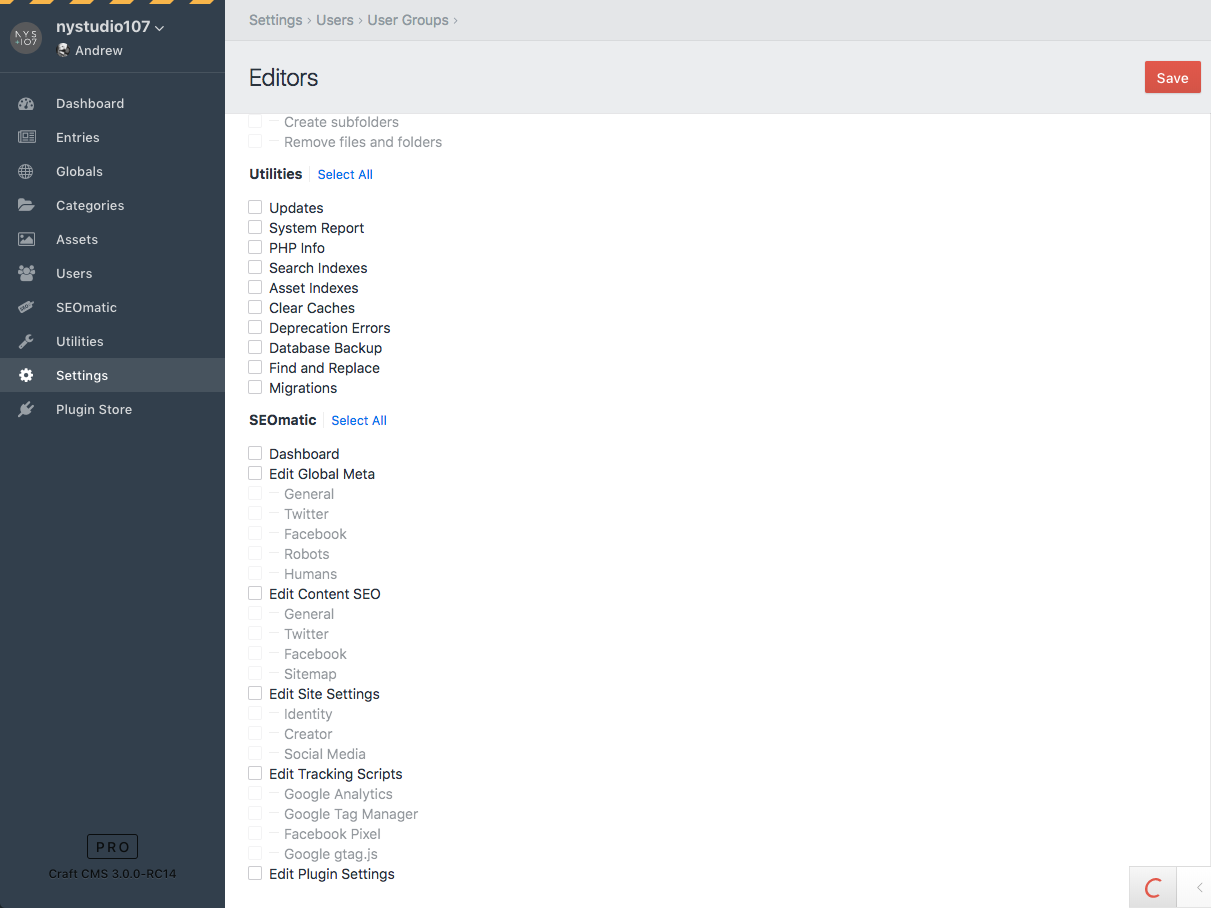 NYS
+107
nystudio107
Andrew
Dashboard
Entries
Globals
Categories
Assets
Users
SEOmatic
Utilities
Settings
Plugin Store
PRO
Craft CMS 3.0.0-RC14
Settings › Users › User Groups ›
Editors
Save
Create subfolders
Remove files and folders
Utilities Select All
Updates
System Report
PHP Info
Search Indexes
Asset Indexes
Clear Caches
Deprecation Errors
Database Backup
Find and Replace
Migrations
SEOmatic Select All
Dashboard
Edit Global Meta
General
Twitter
Facebook
Robots
Humans
Edit Content SEO
General
Twitter
Facebook
Sitemap
Edit Site Settings
Identity
Creator
Social Media
Edit Tracking Scripts
Google Analytics
Google Tag Manager
Facebook Pixel
Google gtag.js
Edit Plugin Settings